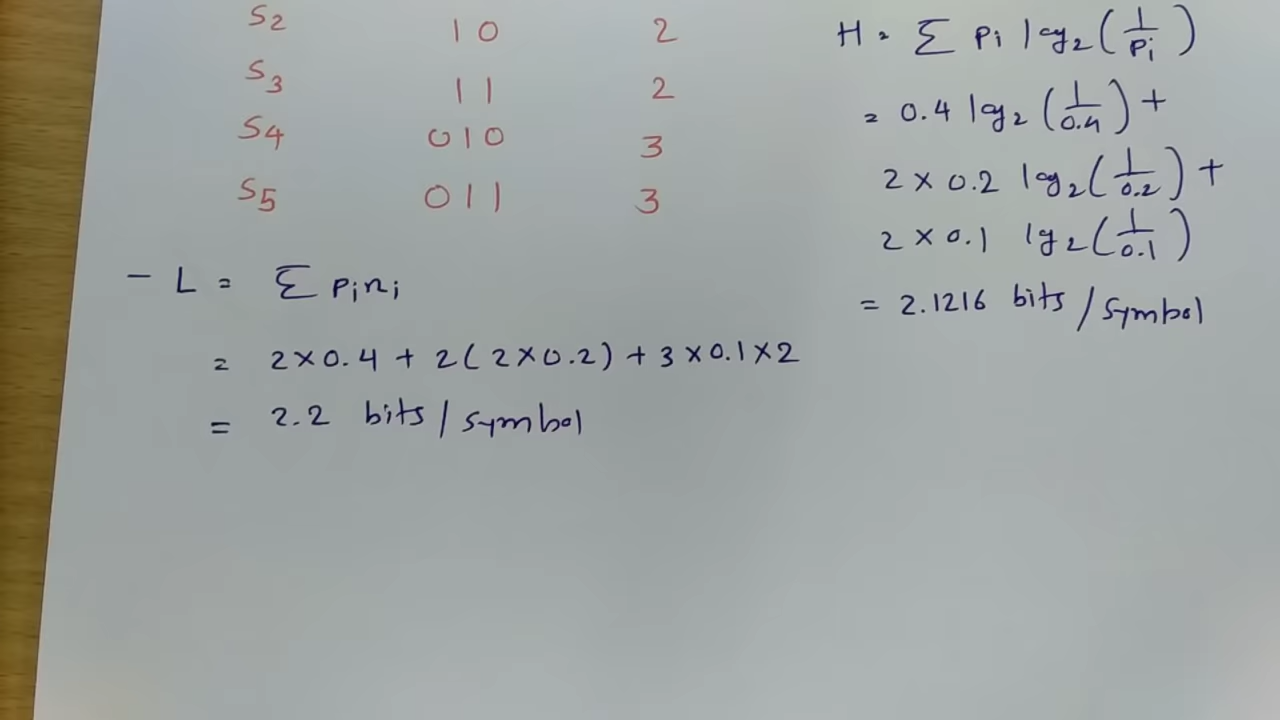 S2 10 2
S3 11 2
S4 010 3
S5 011 3
- L = Σ Pi ni
= 2×0.4 + 2(2×0.2) + 3×0.1×2
= 2.2 bits/symbol
H = Σ Pi log2(1/Pi)
= 0.4 log2(1/0.4) +
2×0.2 log2(1/0.2) +
2×0.1 log2(1/0.1)
= 2.1216 bits/symbol